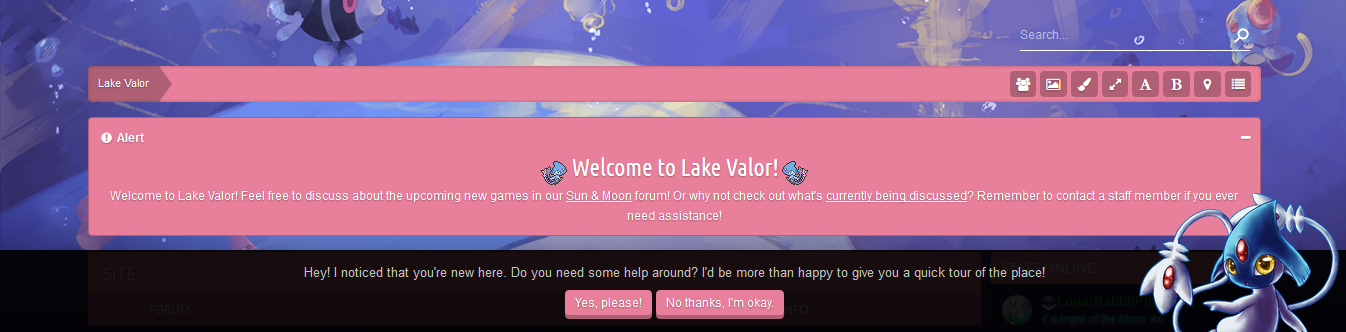 Search...
Lake Valor
A B
Alert
Welcome to Lake Valor!
Welcome to Lake Valor! Feel free to discuss about the upcoming new games in our Sun & Moon forum! Or why not check out what's currently being discussed? Remember to contact a staff member if you ever
need assistance!
SITE
ONLINE
Hey! I noticed that you're new here. Do you need some help around? I'd be more than happy to give you a quick tour of the place!
Yes, please! No thanks, I'm okay.
FORUM
INFO